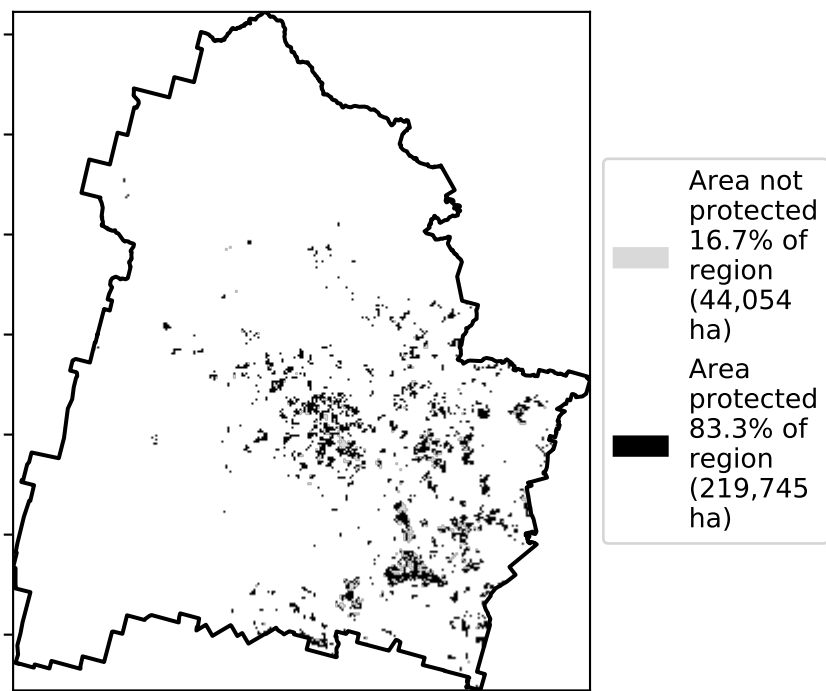 Area not
protected
16.7% of
region
(44,054
ha)
Area
protected
83.3% of
region
(219,745
ha)